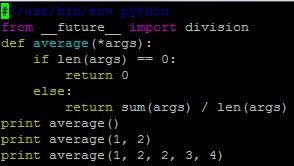 #!/usr/bin/env python
from __future__ import division
def average(*args):
    if len(args) == 0:
        return 0
    else:
        return sum(args) / len(args)
print average()
print average(1, 2)
print average(1, 2, 2, 3, 4)